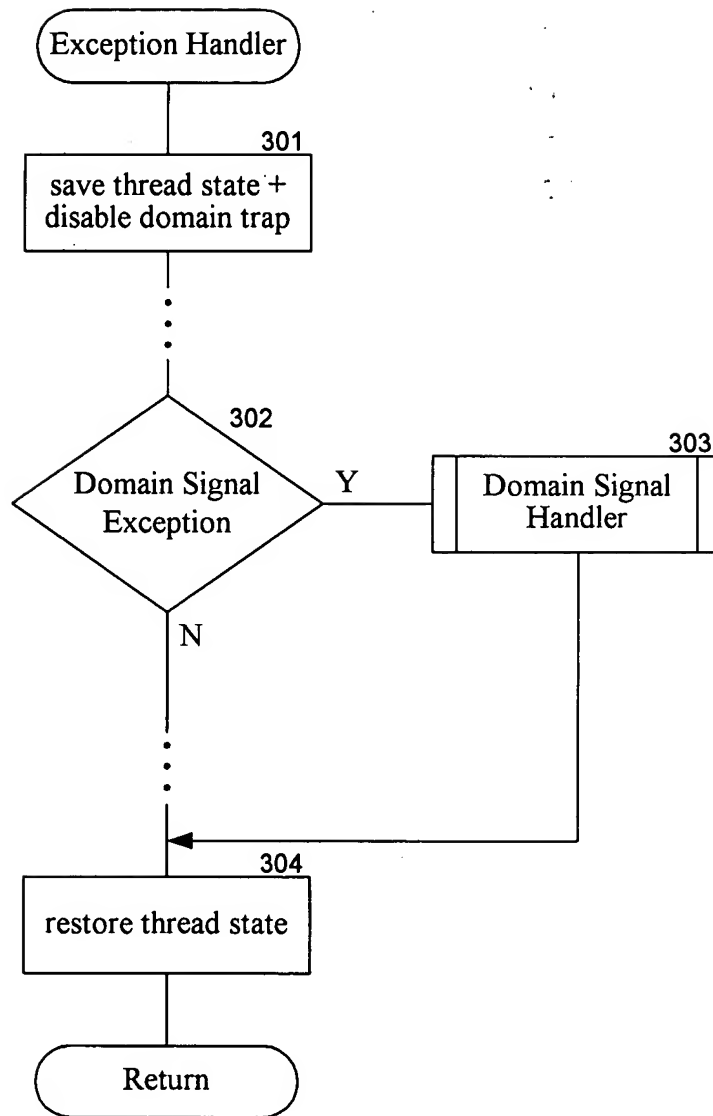 Exception Handler
301
save thread state +
disable domain trap
302
Domain Signal
Exception
Y
303
Domain Signal
Handler
N
304
restore thread state
Return